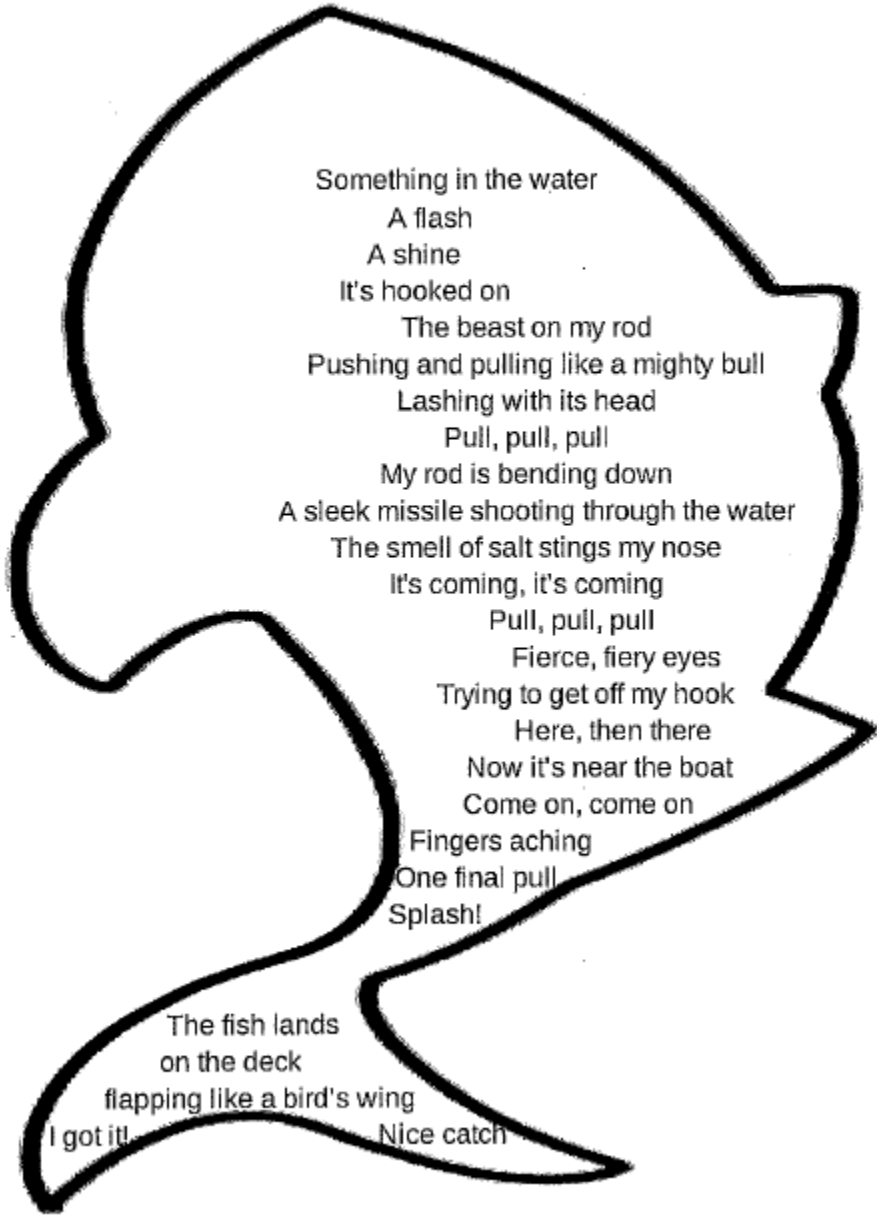 Something in the water
A flash
A shine
It's hooked on
The beast on my rod
Pushing and pulling like a mighty bull
Lashing with its head
Pull, pull, pull
My rod is bending down
A sleek missile shooting through the water
The smell of salt stings my nose
It's coming, it's coming
Pull, pull, pull
Fierce, fiery eyes
Trying to get off my hook
Here, then there
Now it's near the boat
Come on, come on
Fingers aching
One final pull
Splash!
The fish lands
on the deck
flapping like a bird's wing
I got it! Nice catch